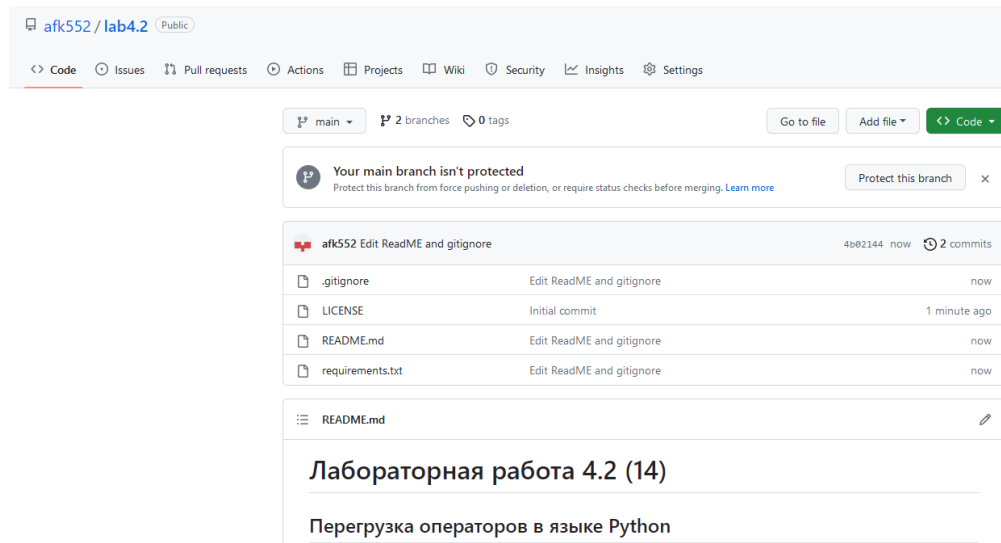 afk552 / lab4.2 Public
Code Issues Pull requests Actions Projects Wiki Security Insights Settings
main 2 branches 0 tags Go to file Add file Code
Your main branch isn't protected
Protect this branch from force pushing or deletion, or require status checks before merging. Learn more
Protect this branch
afk552 Edit ReadME and gitignore 4b02144 now 2 commits
.gitignore Edit ReadME and gitignore now
LICENSE Initial commit 1 minute ago
README.md Edit ReadME and gitignore now
requirements.txt Edit ReadME and gitignore now
README.md
Лабораторная работа 4.2 (14)
Перегрузка операторов в языке Python